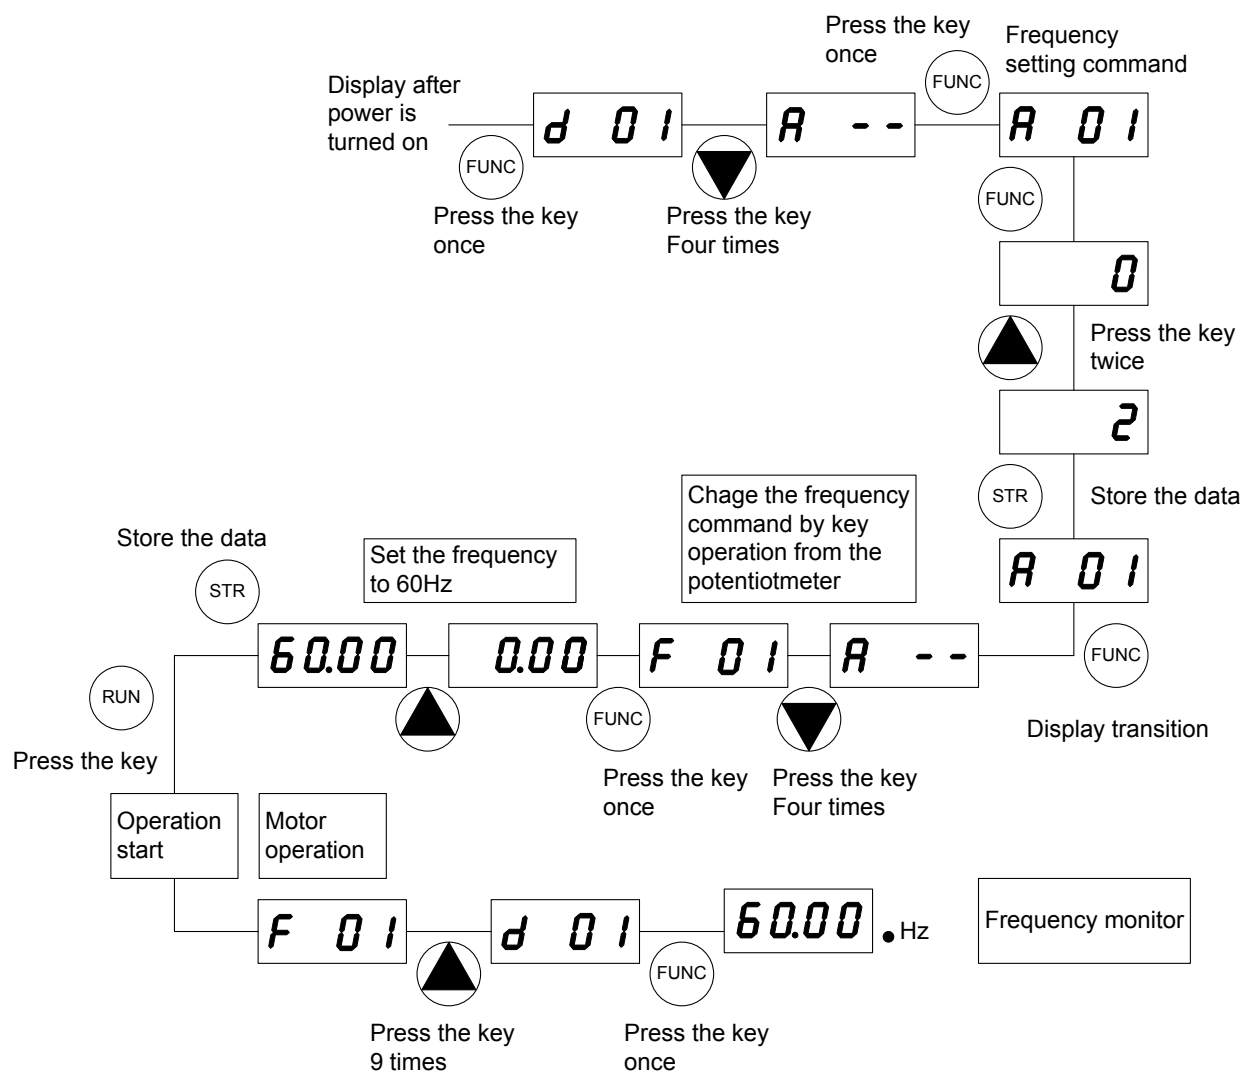 Press the key
once
FUNC
Frequency
setting command
Display after
power is
turned on
d 01
A --
A 01
FUNC
Press the key
once
Press the key
Four times
FUNC
0
Press the key
twice
2
STR
Store the data
A 01
Chage the frequency
command by key
operation from the
potentiotmeter
Set the frequency
to 60Hz
Store the data
STR
60.00
0.00
F 01
A --
FUNC
Display transition
RUN
Press the key
FUNC
Press the key
once
Press the key
Four times
Operation
start
Motor
operation
F 01
d 01
60.00
Hz
Frequency monitor
FUNC
Press the key
9 times
Press the key
once